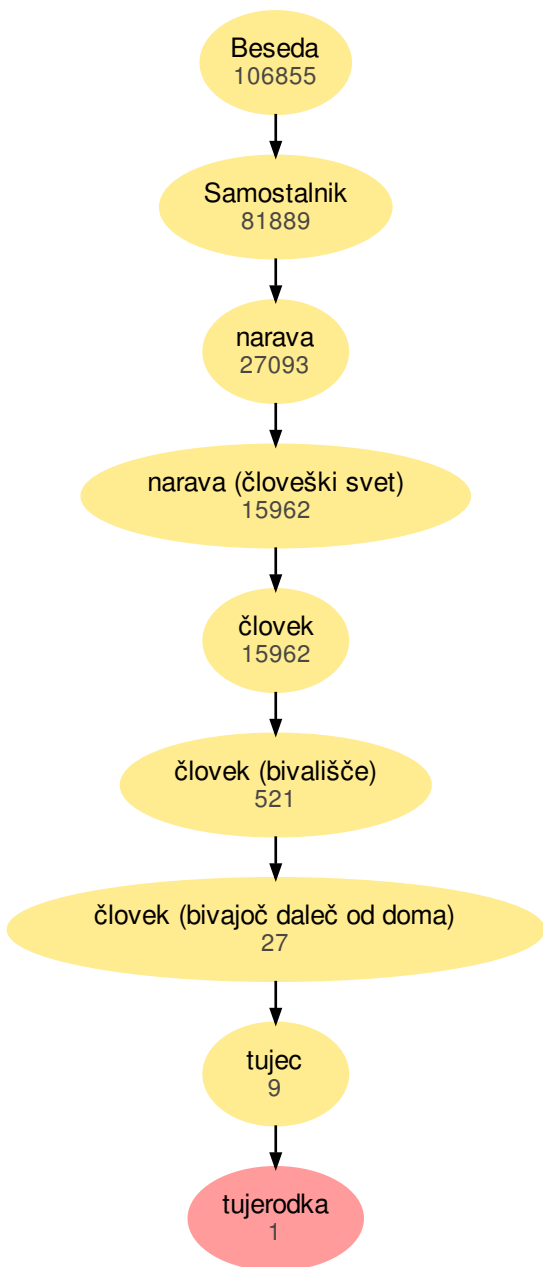 Beseda
106855
Samostalnik
81889
narava
27093
narava (človeški svet)
15962
človek
15962
človek (bivališče)
521
človek (bivajoč daleč od doma)
27
tujec
9
tujerodka
1